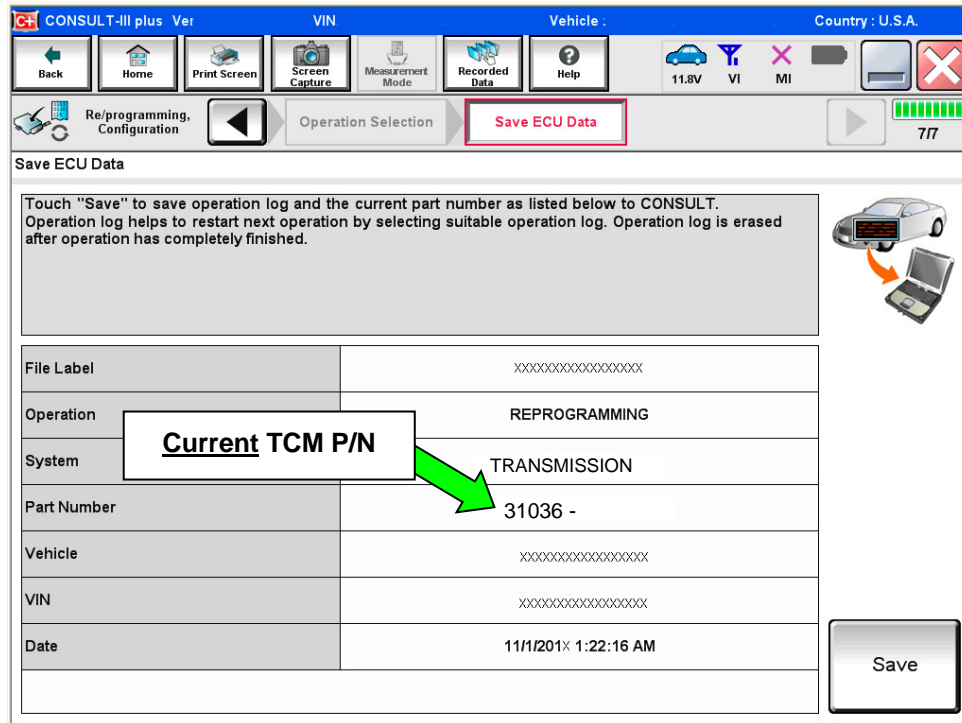 C+ CONSULT-III plus Ver VIN. Vehicle : Country : U.S.A.
Back
Home
Print Screen
Screen Capture
Measurement Mode
Recorded Data
Help
11.8V
VI
MI
Re/programming, Configuration
Operation Selection
Save ECU Data
7/7
Save ECU Data
Touch "Save" to save operation log and the current part number as listed below to CONSULT.
Operation log helps to restart next operation by selecting suitable operation log. Operation log is erased
after operation has completely finished.
File Label XXXXXXXXXXXXXXXXX
Operation REPROGRAMMING
Current TCM P/N
System TRANSMISSION
Part Number 31036 -
Vehicle XXXXXXXXXXXXXXXXX
VIN XXXXXXXXXXXXXXXXX
Date 11/1/201X 1:22:16 AM
Save